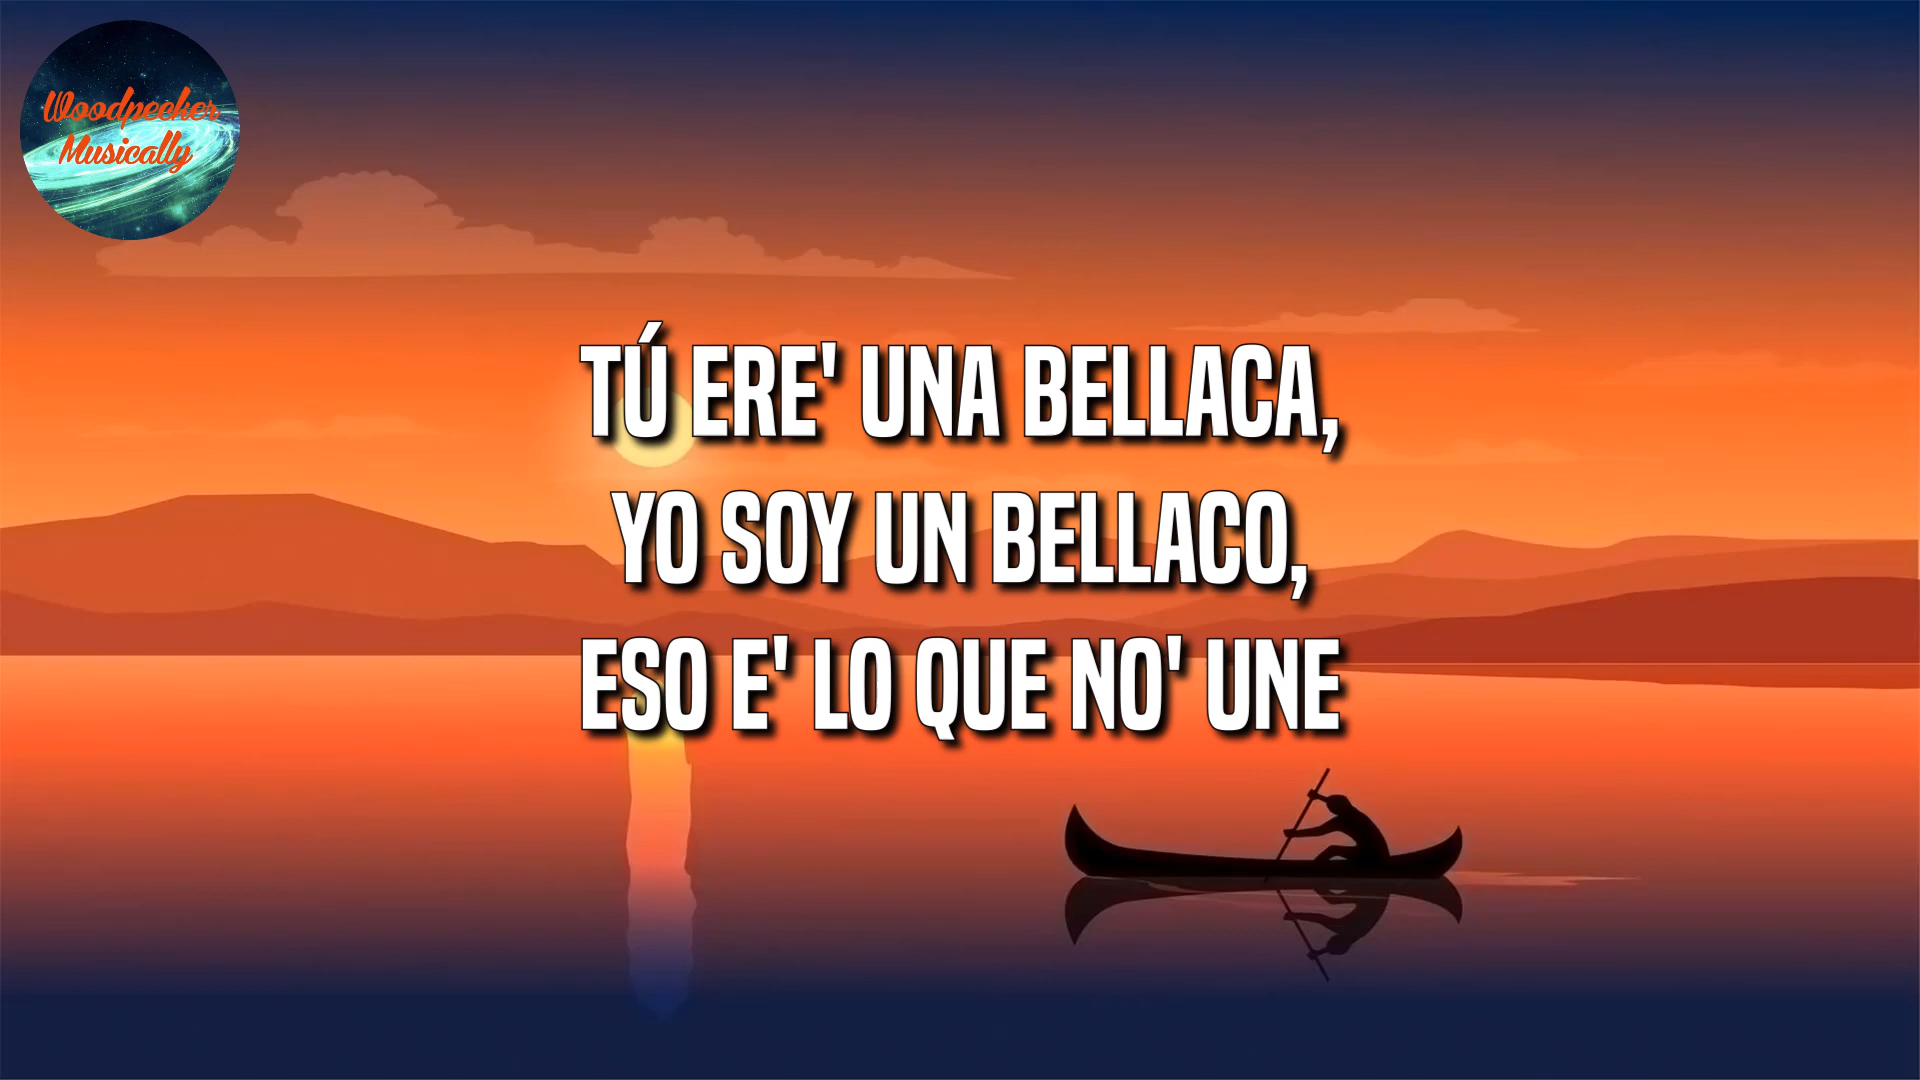 Woodpecker
Musically
TÚ ERE' UNA BELLACA,
YO SOY UN BELLACO,
ESO E' LO QUE NO' UNE